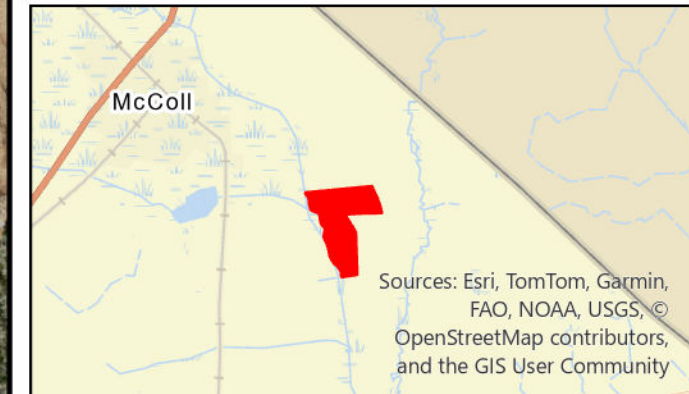 McColl
Sources: Esri, TomTom, Garmin,
FAO, NOAA, USGS, ©
OpenStreetMap contributors,
and the GIS User Community